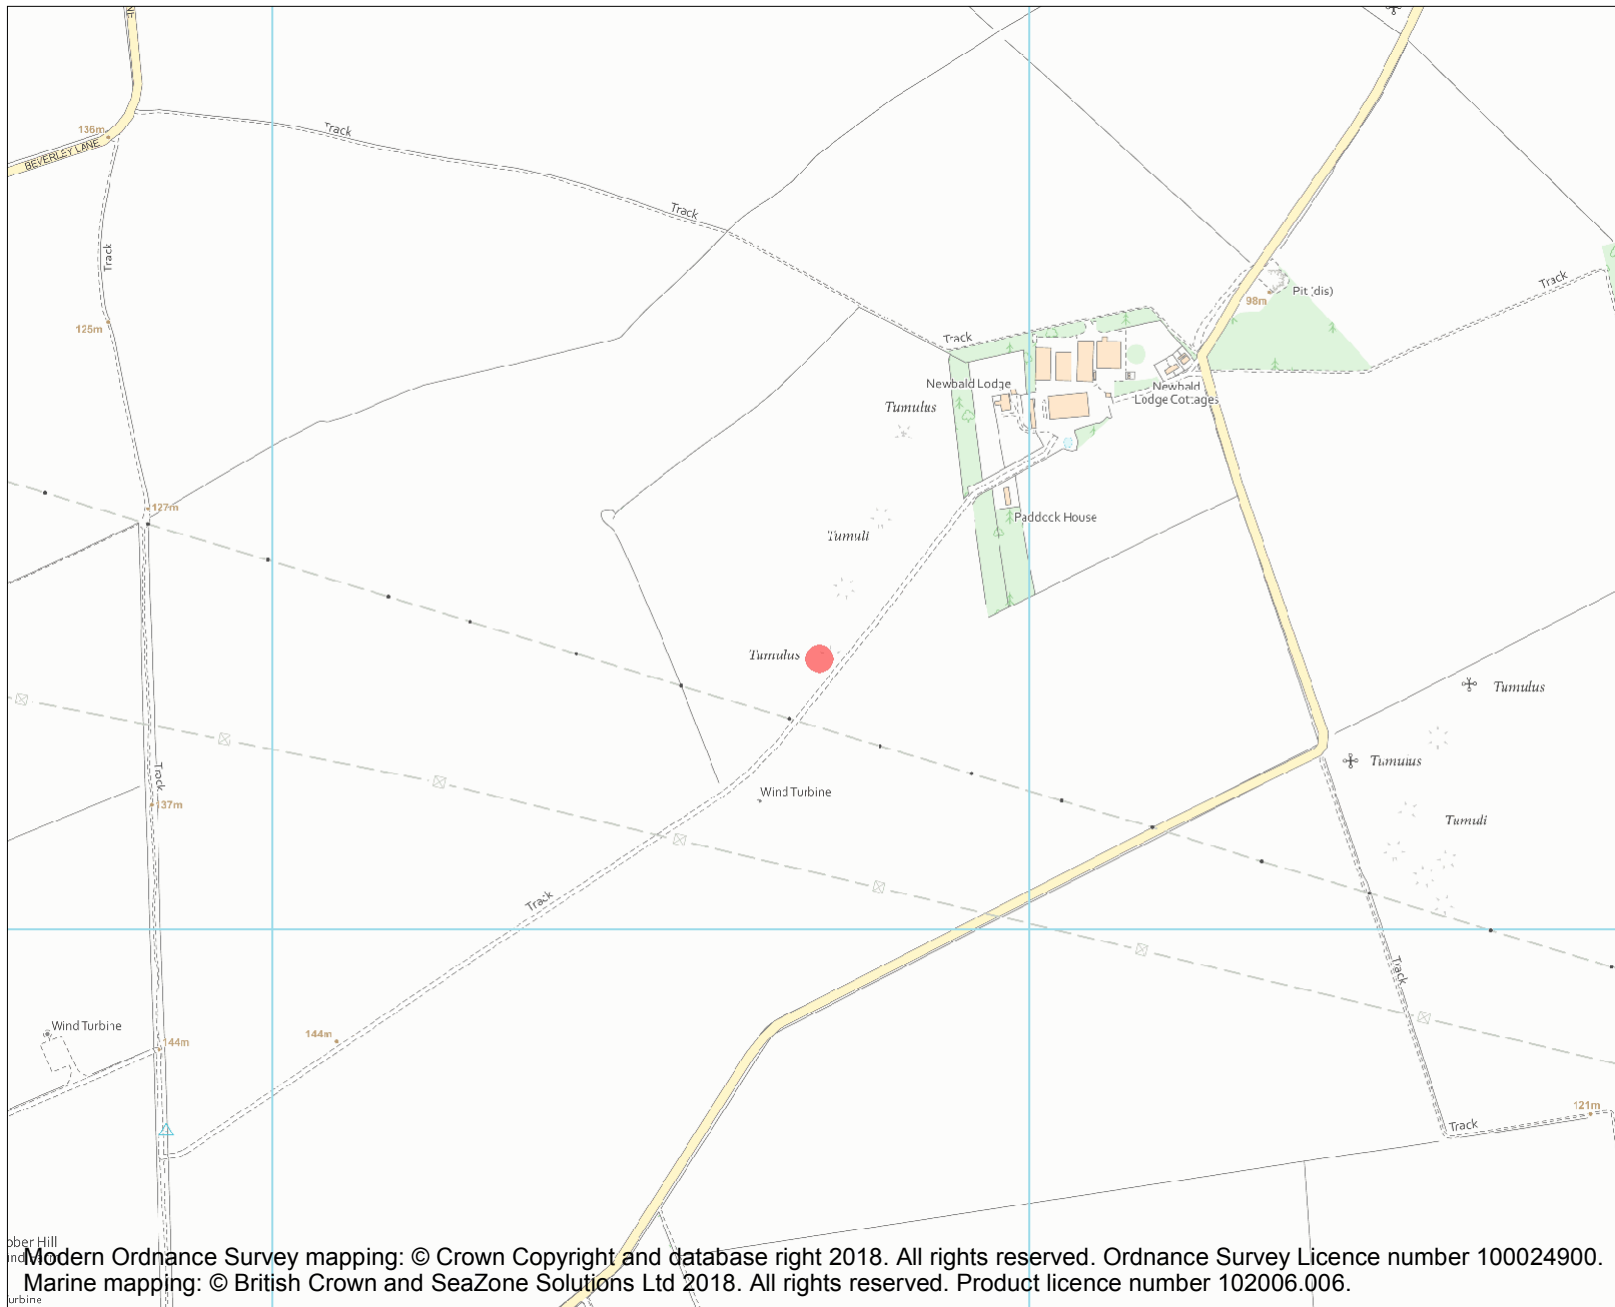 136m
BEVERLEY LANE
Track
Track
Track
125m
98m
Pit (dis)
Track
Track
Newbald Lodge
Newbald
Lodge Cottages
Tumulus
127m
Paddock House
Tumuli
Tumulus
Tumulus
Tumulus
Track
137m
Wind Turbine
Tumuli
Track
Track
Wind Turbine
144m
144m
121m
Track
ober Hill
Modern Ordnance Survey mapping: © Crown Copyright and database right 2018. All rights reserved. Ordnance Survey Licence number 100024900.
Marine mapping: © British Crown and SeaZone Solutions Ltd 2018. All rights reserved. Product licence number 102006.006.
urbine